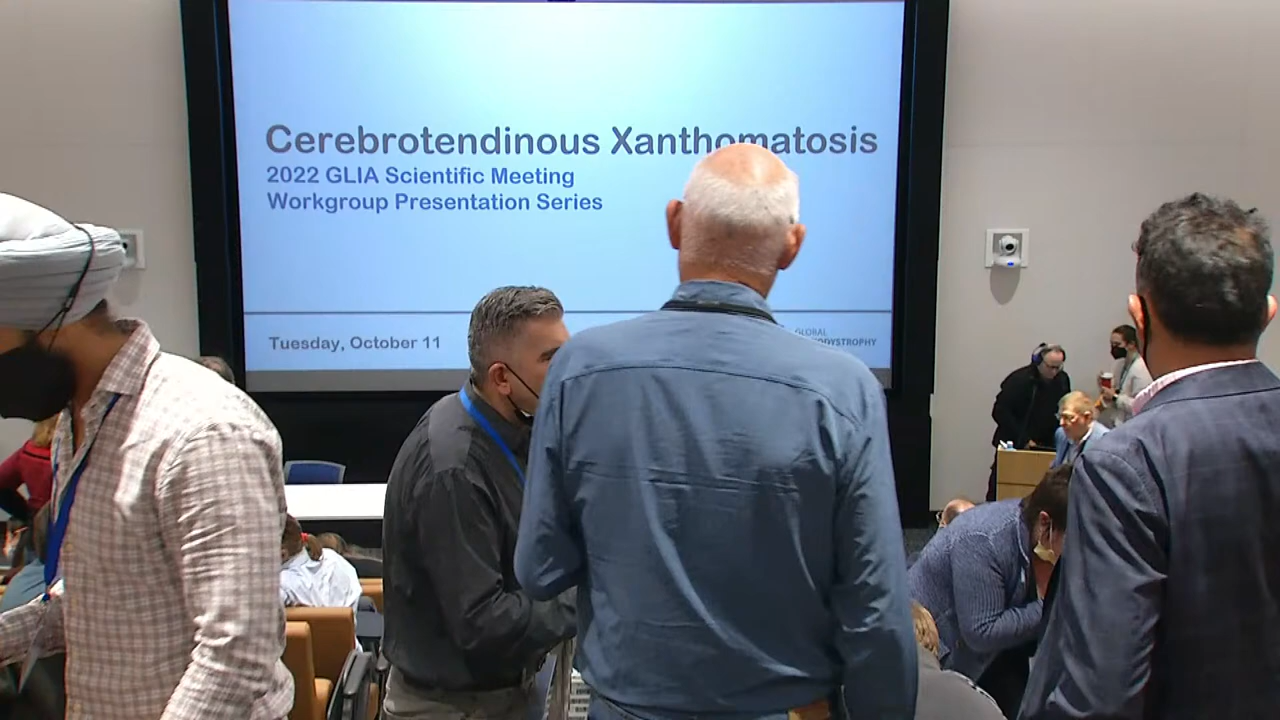 Cerebrotendinous Xanthomatosis
2022 GLIA Scientific Meeting
Workgroup Presentation Series
Tuesday, October 11
GLOBAL